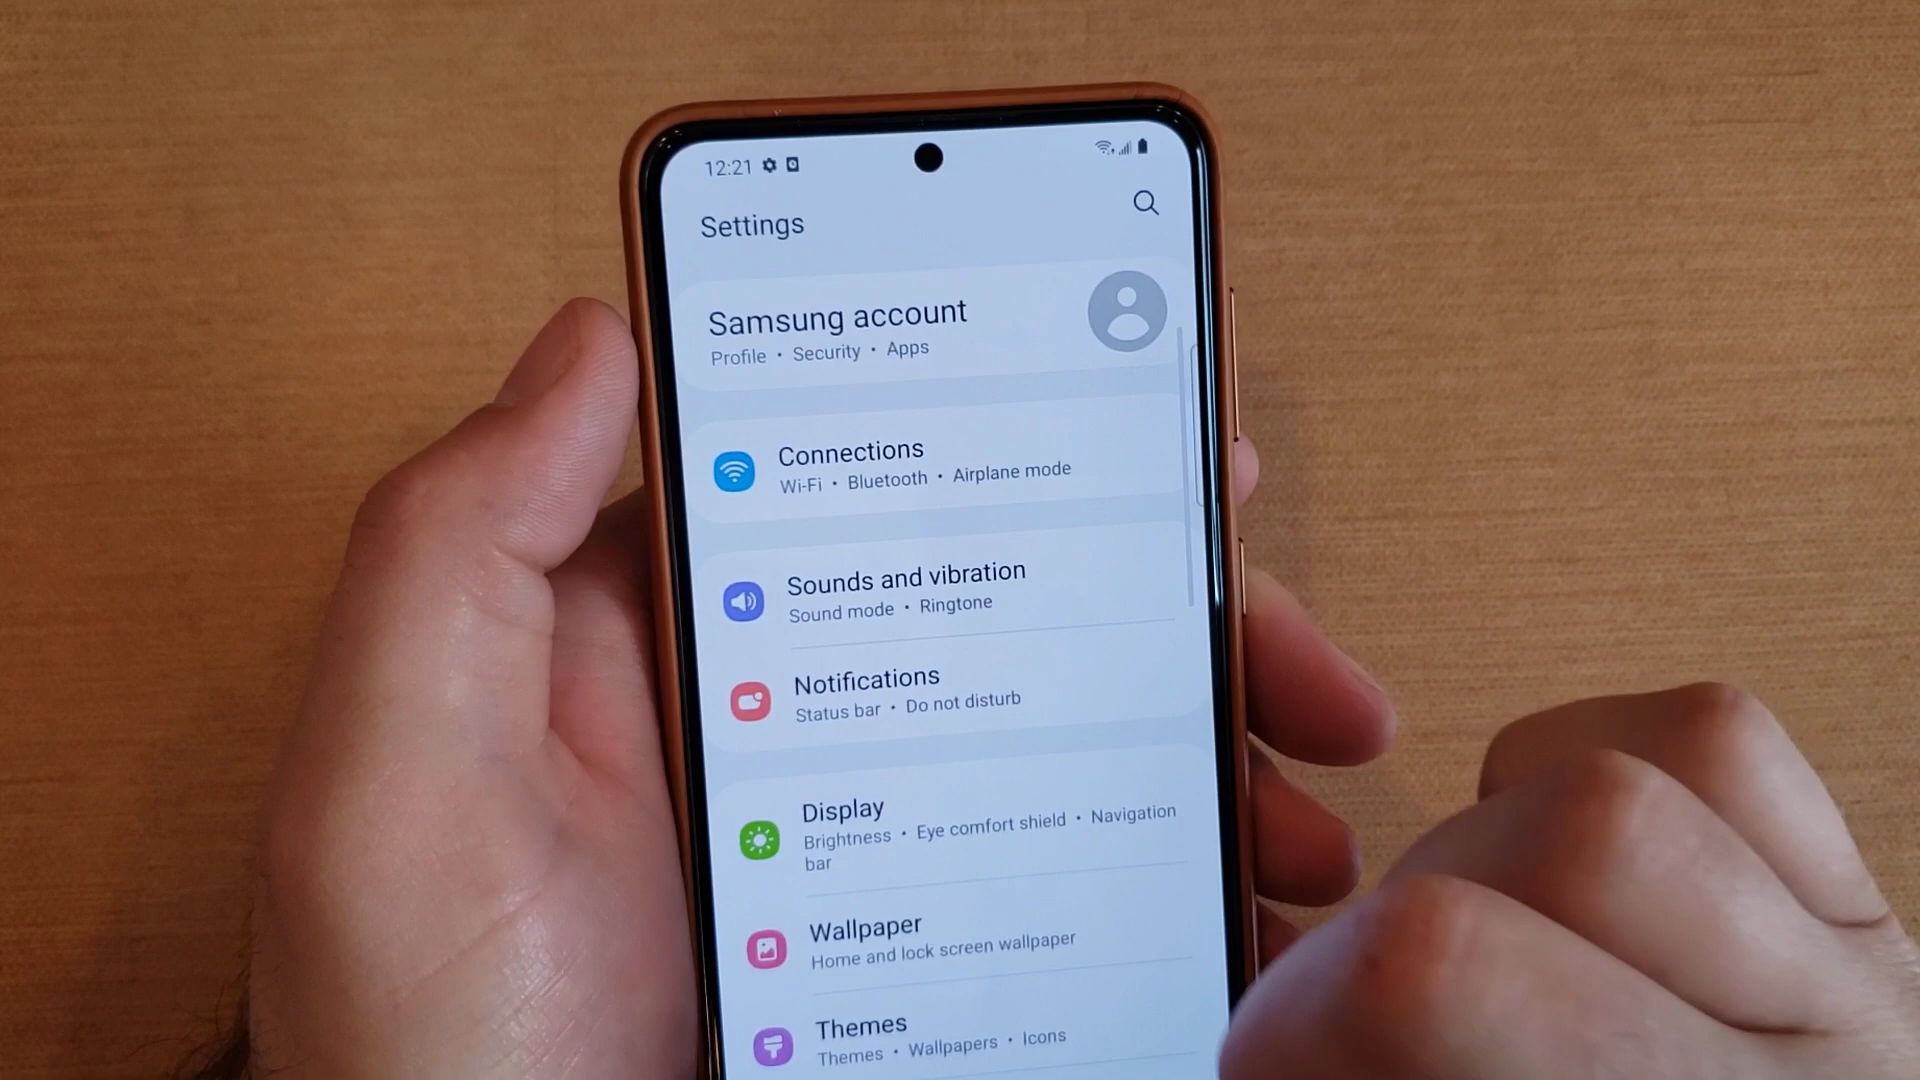 12:21
Settings
Samsung account
Profile • Security • Apps
Connections
Wi-Fi • Bluetooth • Airplane mode
Sounds and vibration
Sound mode • Ringtone
Notifications
Status bar • Do not disturb
Display
Brightness • Eye comfort shield • Navigation
bar
Wallpaper
Home and lock screen wallpaper
Themes
Themes • Wallpapers • Icons